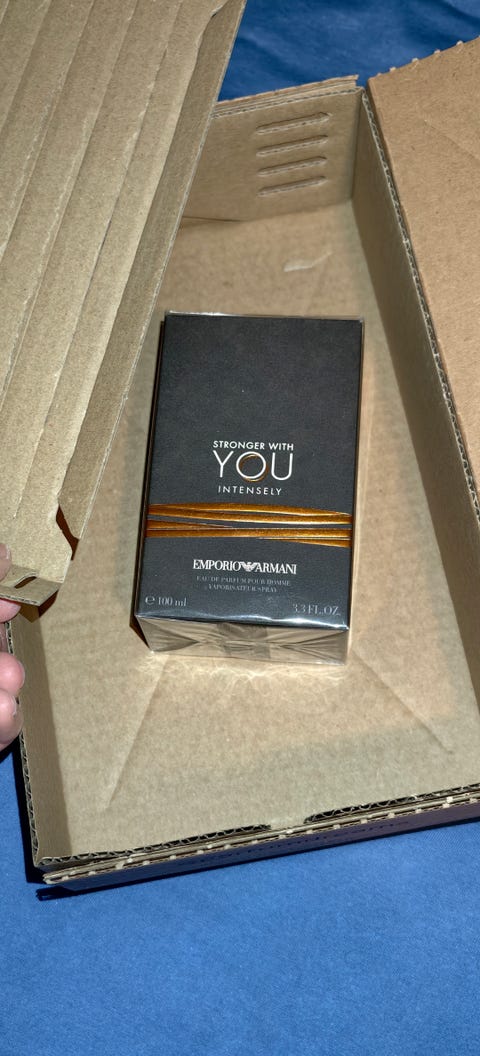 STRONGER WITH
YOU
INTENSELY
EMPORIO ARMANI
EAU DE PARFUM POUR HOMME
VAPORISATEUR SPRAY
℮ 100 ml
3.3 FL.OZ.